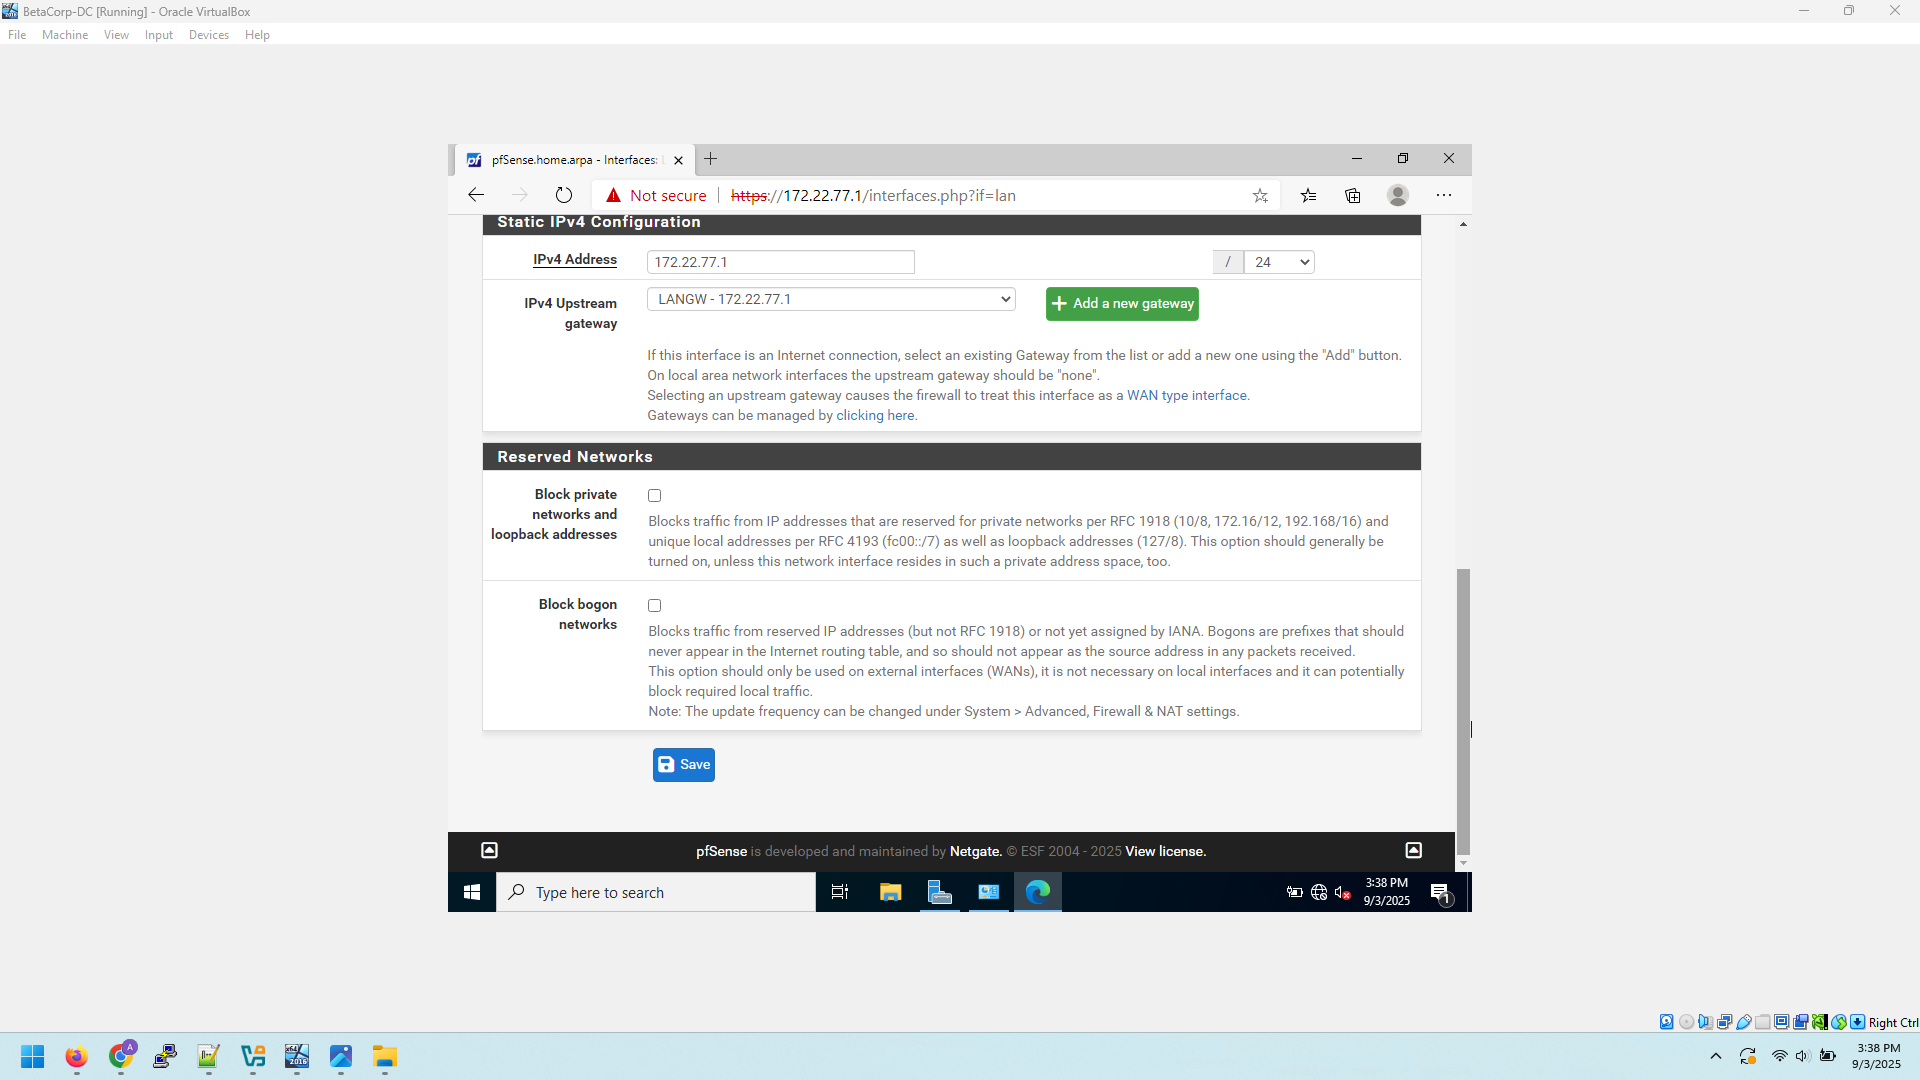 BetaCorp-DC [Running] - Oracle VirtualBox
File Machine View Input Devices Help
pfSense.home.arpa - Interfaces:
Not secure https://172.22.77.1/interfaces.php?if=lan
Static IPv4 Configuration
IPv4 Address 172.22.77.1 / 24
IPv4 Upstream
gateway
LANGW - 172.22.77.1
Add a new gateway
If this interface is an Internet connection, select an existing Gateway from the list or add a new one using the "Add" button.
On local area network interfaces the upstream gateway should be "none".
Selecting an upstream gateway causes the firewall to treat this interface as a WAN type interface.
Gateways can be managed by clicking here.
Reserved Networks
Block private
networks and
loopback addresses
Blocks traffic from IP addresses that are reserved for private networks per RFC 1918 (10/8, 172.16/12, 192.168/16) and
unique local addresses per RFC 4193 (fc00::/7) as well as loopback addresses (127/8). This option should generally be
turned on, unless this network interface resides in such a private address space, too.
Block bogon
networks
Blocks traffic from reserved IP addresses (but not RFC 1918) or not yet assigned by IANA. Bogons are prefixes that should
never appear in the Internet routing table, and so should not appear as the source address in any packets received.
This option should only be used on external interfaces (WANs), it is not necessary on local interfaces and it can potentially
block required local traffic.
Note: The update frequency can be changed under System > Advanced, Firewall & NAT settings.
Save
pfSense is developed and maintained by Netgate. © ESF 2004 - 2025 View license.
Type here to search
3:38 PM
9/3/2025
1
Right Ctrl
A
2016
3:38 PM
9/3/2025